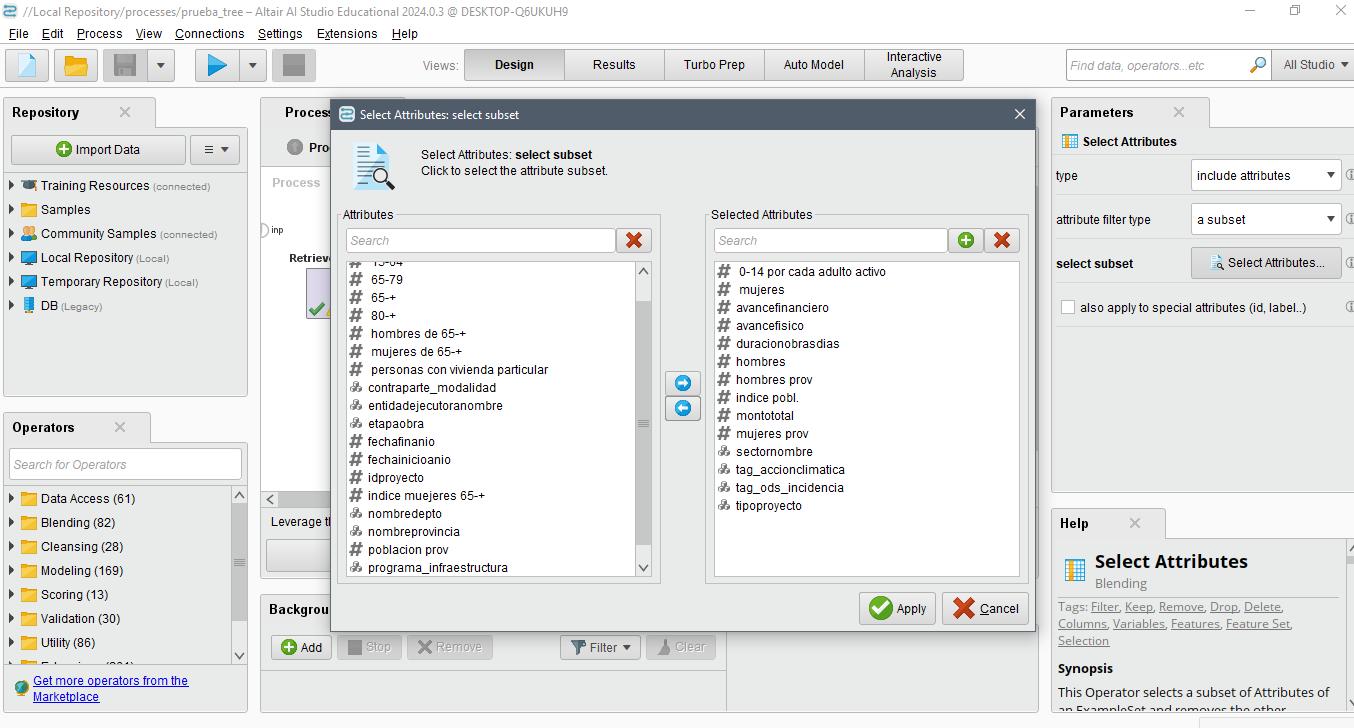 //Local Repository/processes/prueba_tree – Altair AI Studio Educational 2024.0.3 @ DESKTOP-Q6UKUH9
File Edit Process View Connections Settings Extensions Help
Views: Design Results Turbo Prep Auto Model Interactive Analysis
Find data, operators...etc
All Studio
Repository
Import Data
Training Resources (connected)
Samples
Community Samples (connected)
Local Repository (Local)
Temporary Repository (Local)
DB (Legacy)
Operators
Search for Operators
Data Access (61)
Blending (82)
Cleansing (28)
Modeling (169)
Scoring (13)
Validation (30)
Utility (86)
Get more operators from the
Marketplace
Process
inp
Select Attributes: select subset
Select Attributes: select subset
Click to select the attribute subset.
Attributes
Search
65-79
65-+
80-+
hombres de 65-+
mujeres de 65-+
personas con vivienda particular
contraparte_modalidad
entidadejecutoranombre
etapaobra
fechafinanio
fechainicioanio
idproyecto
indice muejeres 65-+
nombredepto
nombreprovincia
poblacion prov
programa_infraestructura
Selected Attributes
Search
0-14 por cada adulto activo
mujeres
avancefinanciero
avancefisico
duracionobrasdias
hombres
hombres prov
indice pobl.
montototal
mujeres prov
sectornombre
tag_accionclimatica
tag_ods_incidencia
tipoproyecto
Apply
Cancel
Add
Stop
Remove
Filter
Clear
Parameters
Select Attributes
type include attributes
attribute filter type a subset
select subset Select Attributes...
also apply to special attributes (id, label..)
Help
Select Attributes
Blending
Tags: Filter, Keep, Remove, Drop, Delete,
Columns, Variables, Features, Feature Set,
Selection
Synopsis
This Operator selects a subset of Attributes of
an ExampleSet and removes the other